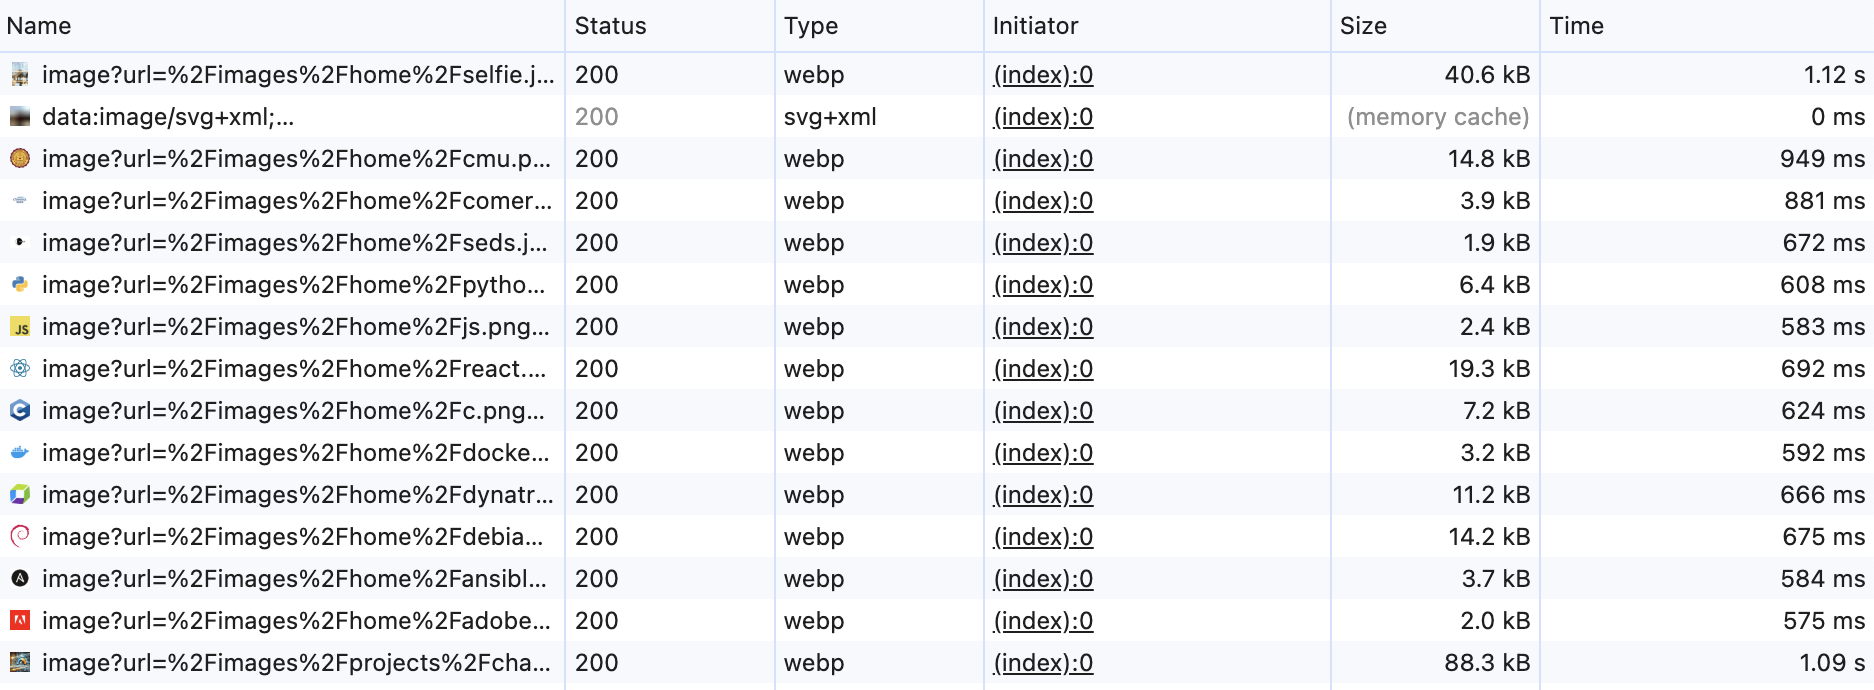 Name Status Type Initiator Size Time
image?url=%2Fimages%2Fhome%2Fselfie.j... 200 webp (index):0 40.6 kB 1.12 s
data:image/svg+xml;... 200 svg+xml (index):0 (memory cache) 0 ms
image?url=%2Fimages%2Fhome%2Fcmu.p... 200 webp (index):0 14.8 kB 949 ms
image?url=%2Fimages%2Fhome%2Fcomer... 200 webp (index):0 3.9 kB 881 ms
image?url=%2Fimages%2Fhome%2Fseds.j... 200 webp (index):0 1.9 kB 672 ms
image?url=%2Fimages%2Fhome%2Fpytho... 200 webp (index):0 6.4 kB 608 ms
JS image?url=%2Fimages%2Fhome%2Fjs.png... 200 webp (index):0 2.4 kB 583 ms
image?url=%2Fimages%2Fhome%2Freact.... 200 webp (index):0 19.3 kB 692 ms
C image?url=%2Fimages%2Fhome%2Fc.png... 200 webp (index):0 7.2 kB 624 ms
image?url=%2Fimages%2Fhome%2Fdocke... 200 webp (index):0 3.2 kB 592 ms
image?url=%2Fimages%2Fhome%2Fdynatr... 200 webp (index):0 11.2 kB 666 ms
image?url=%2Fimages%2Fhome%2Fdebia... 200 webp (index):0 14.2 kB 675 ms
image?url=%2Fimages%2Fhome%2Fansibl... 200 webp (index):0 3.7 kB 584 ms
image?url=%2Fimages%2Fhome%2Fadobe... 200 webp (index):0 2.0 kB 575 ms
image?url=%2Fimages%2Fprojects%2Fcha... 200 webp (index):0 88.3 kB 1.09 s